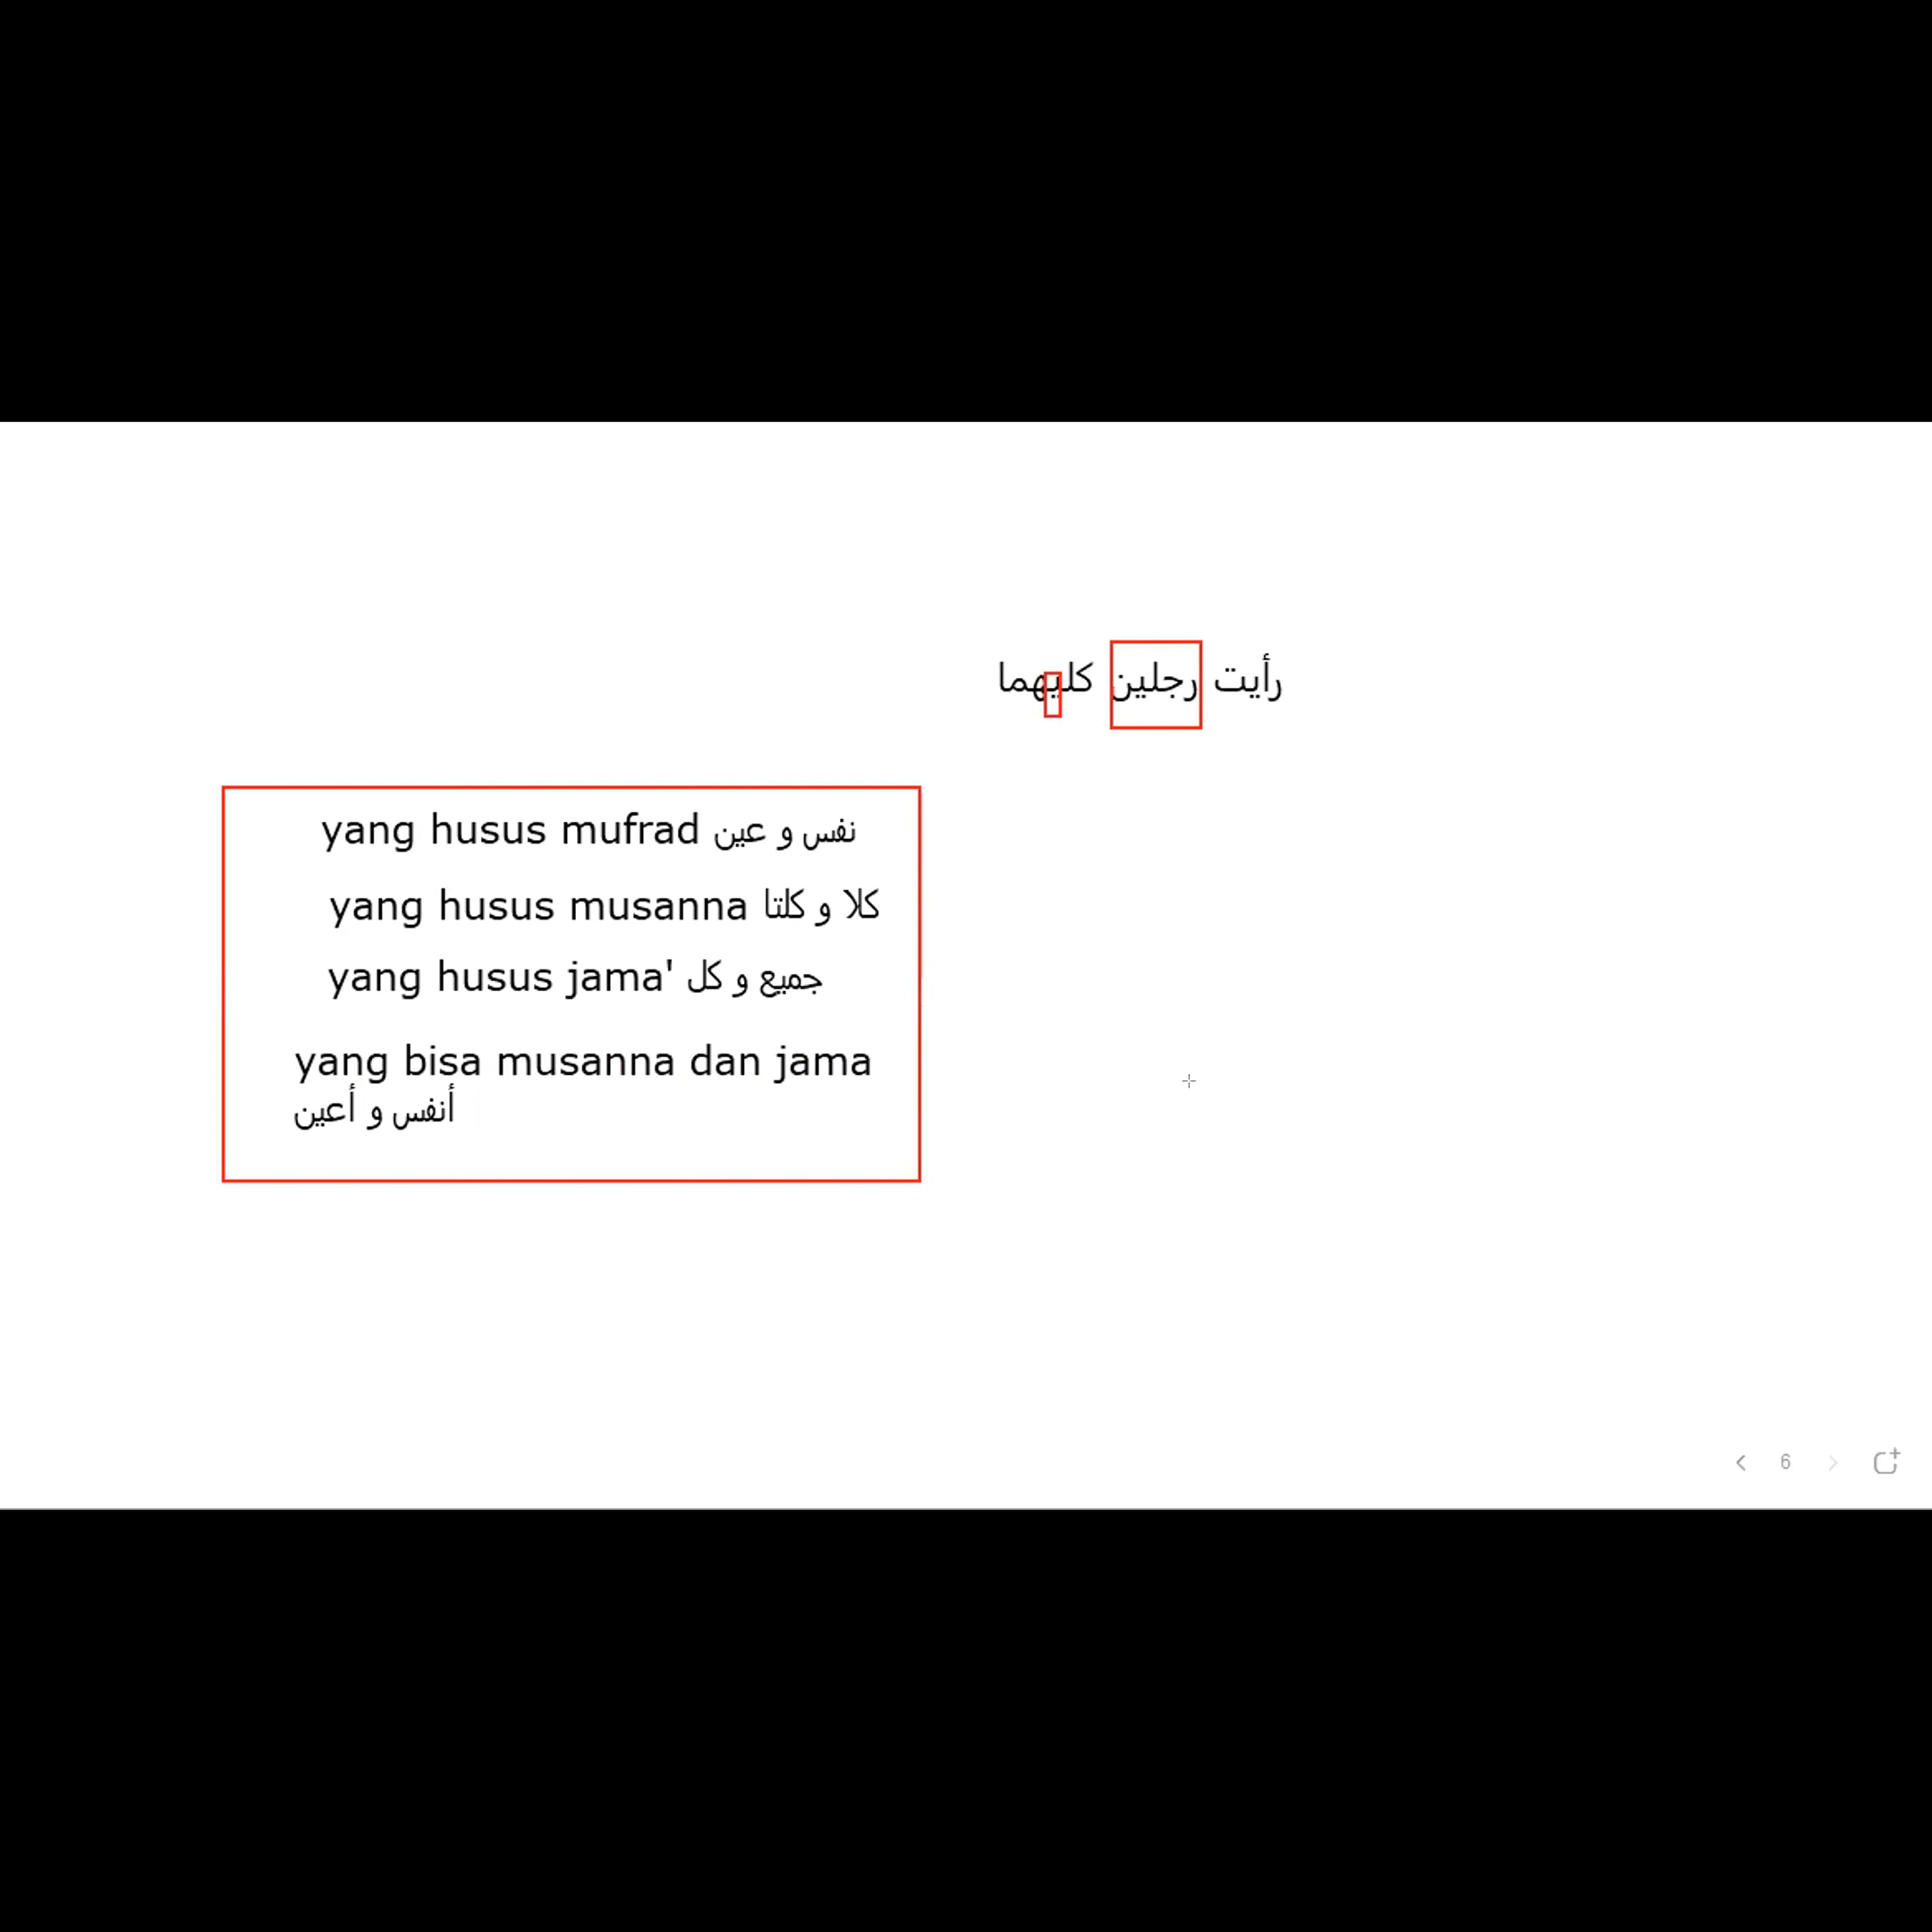 رأيت رجلين كليهما
yang husus mufrad نفس و عين
yang husus musanna كلا و كلتا
yang husus jama' جميع و كل
yang bisa musanna dan jama
أنفس و أعين
6